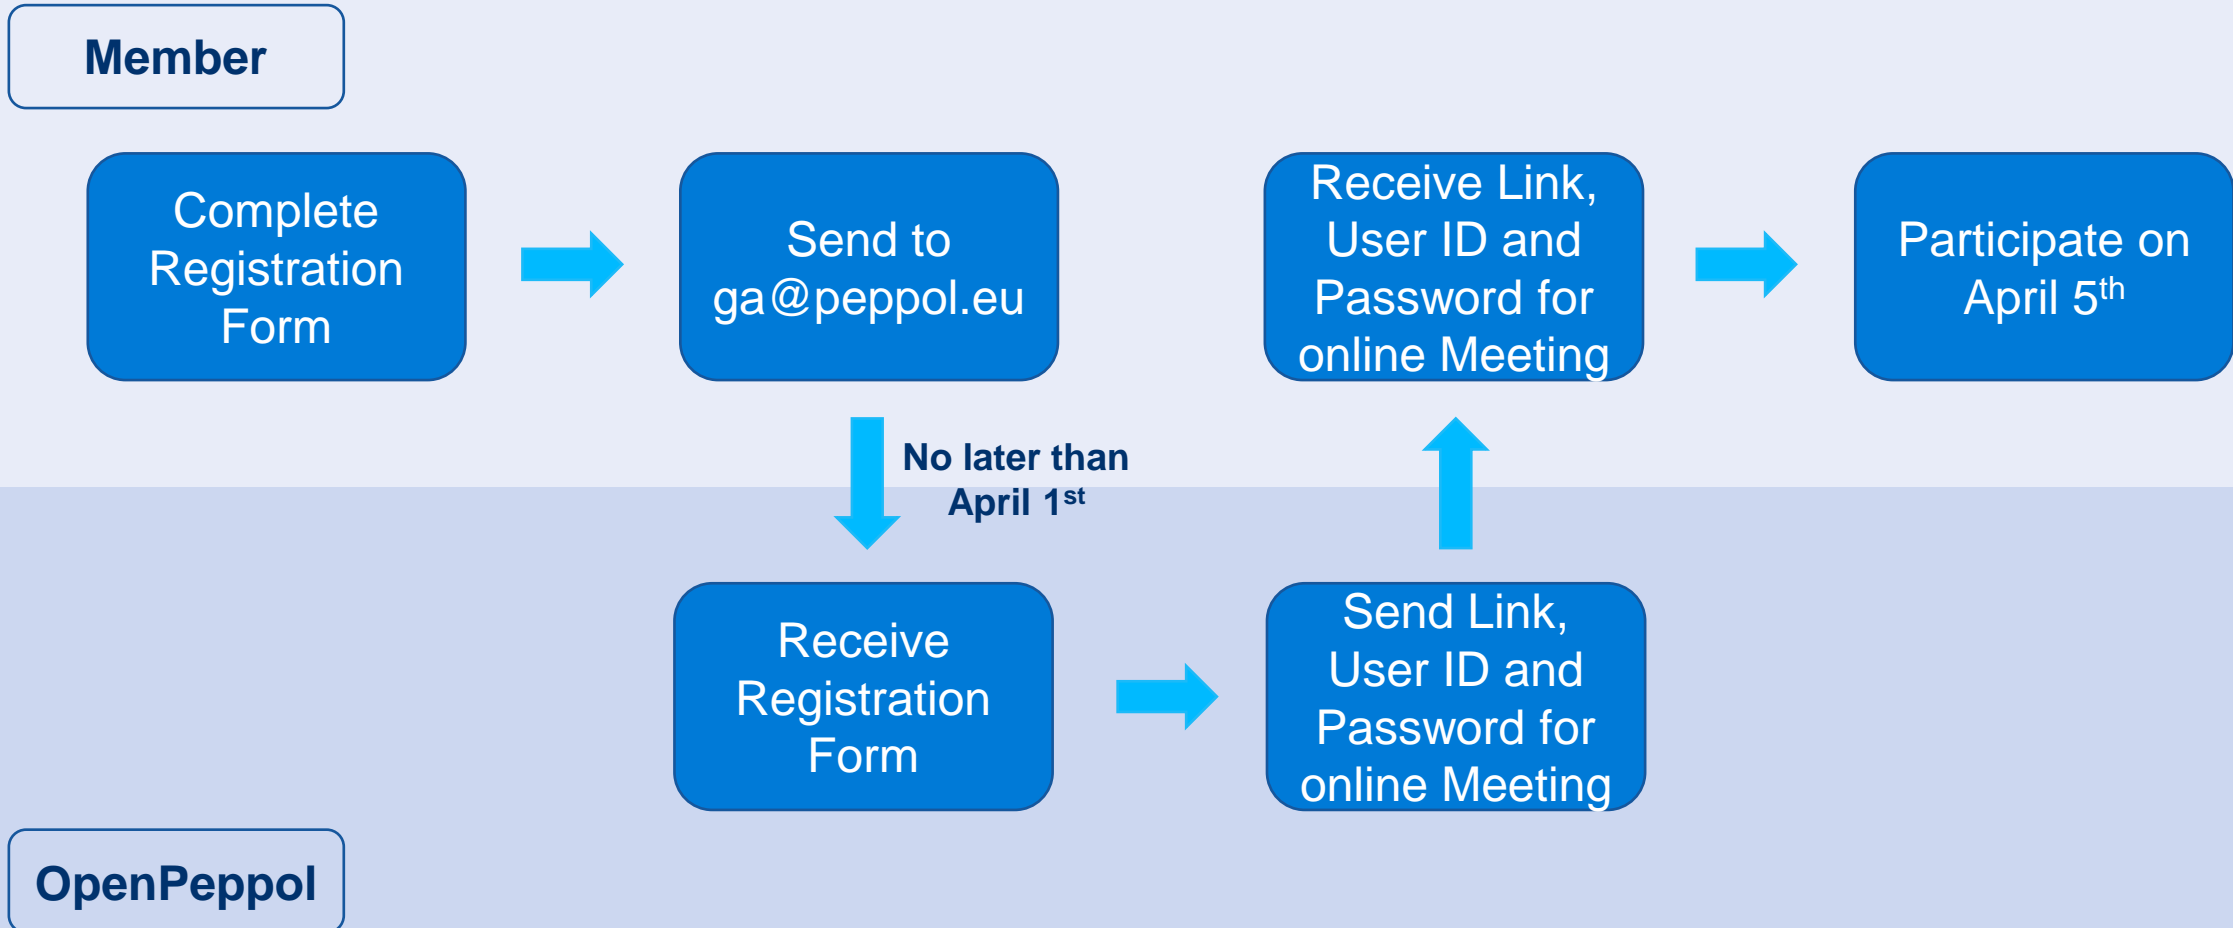 Member
Complete
Registration
Form
Send to
ga@peppol.eu
Receive Link,
User ID and
Password for
online Meeting
Participate on
April 5th
No later than
April 1st
Receive
Registration
Form
Send Link,
User ID and
Password for
online Meeting
OpenPeppol